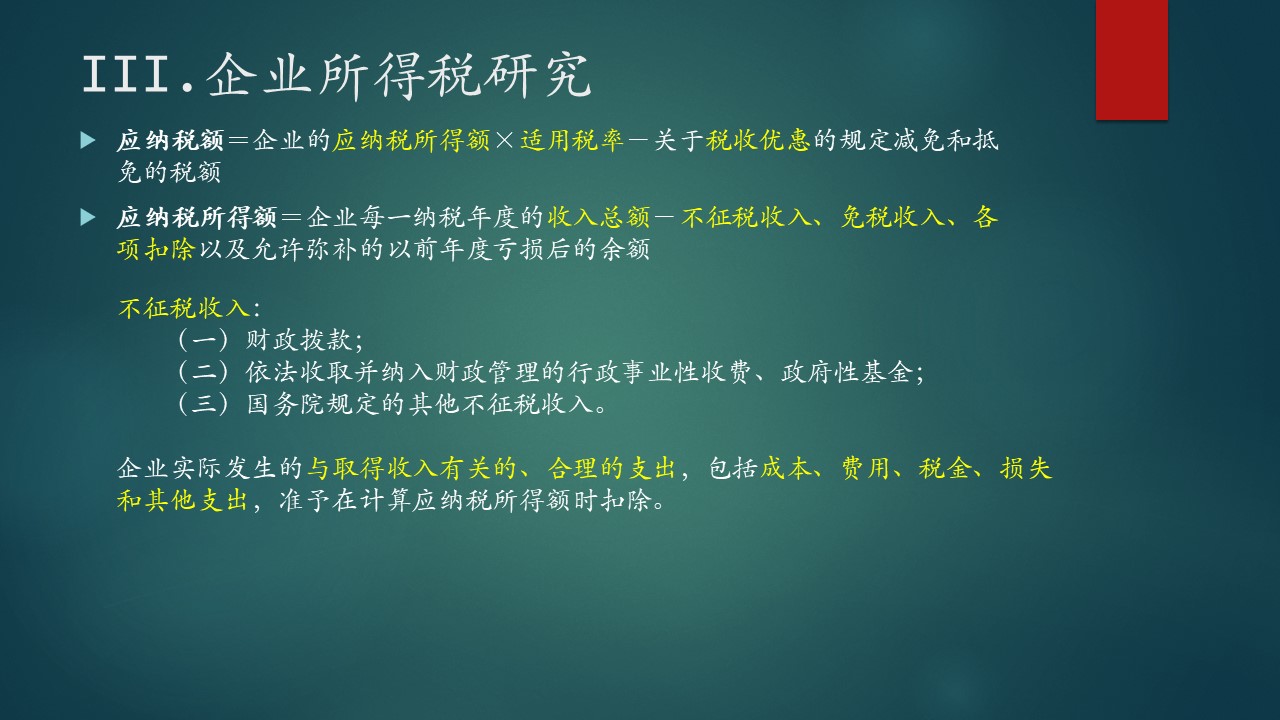 III.企业所得税研究
应纳税额＝企业的应纳税所得额×适用税率－关于税收优惠的规定减免和抵
免的税额
应纳税所得额＝企业每一纳税年度的收入总额－不征税收入、免税收入、各
项扣除以及允许弥补的以前年度亏损后的余额
不征税收入：
（一）财政拨款；
（二）依法收取并纳入财政管理的行政事业性收费、政府性基金；
（三）国务院规定的其他不征税收入。
企业实际发生的与取得收入有关的、合理的支出，包括成本、费用、税金、损失
和其他支出，准予在计算应纳税所得额时扣除。